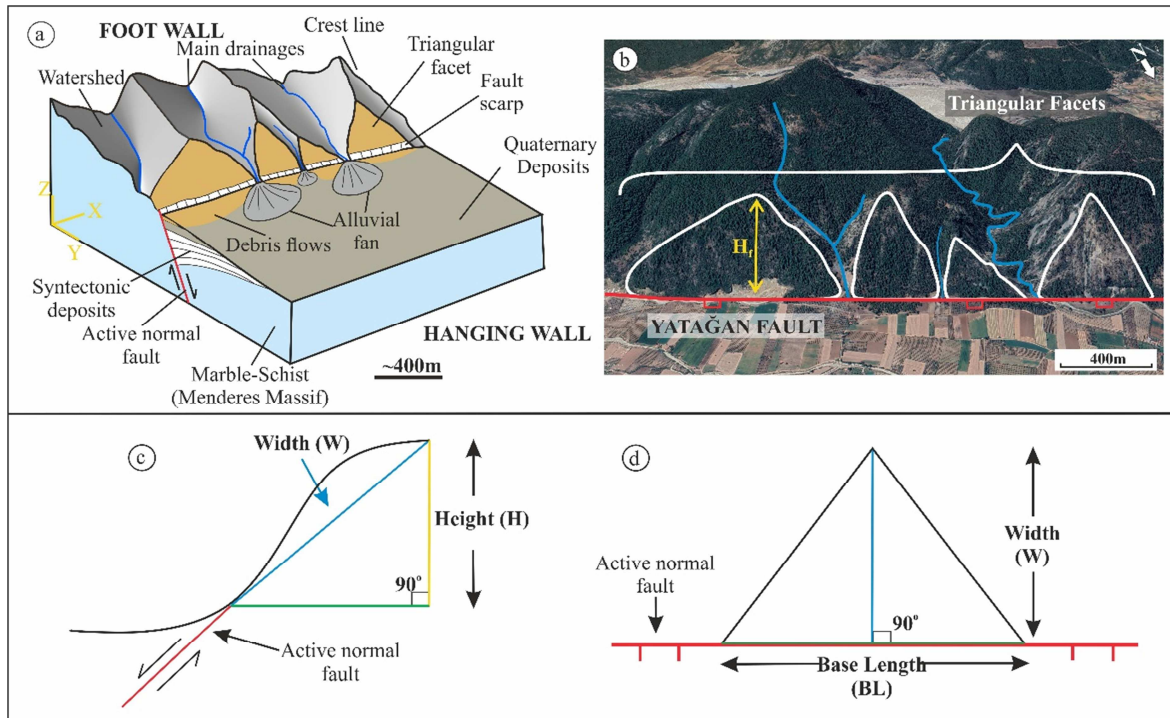 a
FOOT WALL
Main drainages
Crest line
Watershed
Triangular
facet
Fault
scarp
Quaternary
Deposits
Z
X
Y
Debris flows
Alluvial
fan
Syntectonic
deposits
Active normal
fault
HANGING WALL
Marble-Schist
(Menderes Massif)
~400m
b
N
Triangular Facets
Hf
YATAĞAN FAULT
400m
c
Width (W)
Height (H)
90°
Active normal
fault
d
Width
(W)
Active normal
fault
90°
Base Length
(BL)